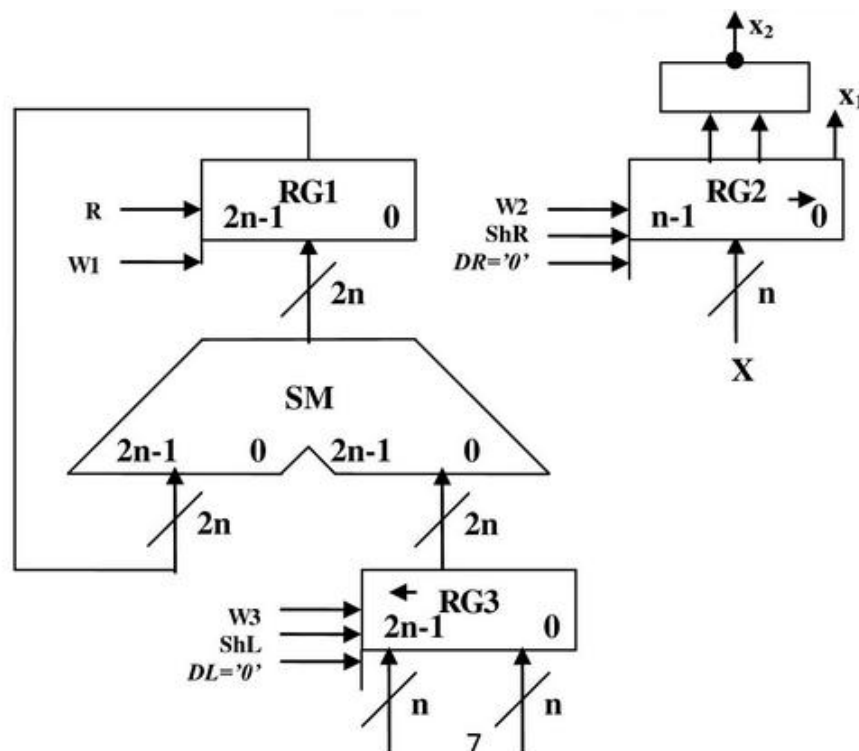 x₂
x₁
RG1
2n-1 0
R
W1
2n
RG2
n-1 0
W2
ShR
DR='0'
n
X
SM
2n-1 0 2n-1 0
2n
2n
RG3
2n-1 0
W3
ShL
DL='0'
n
n
7